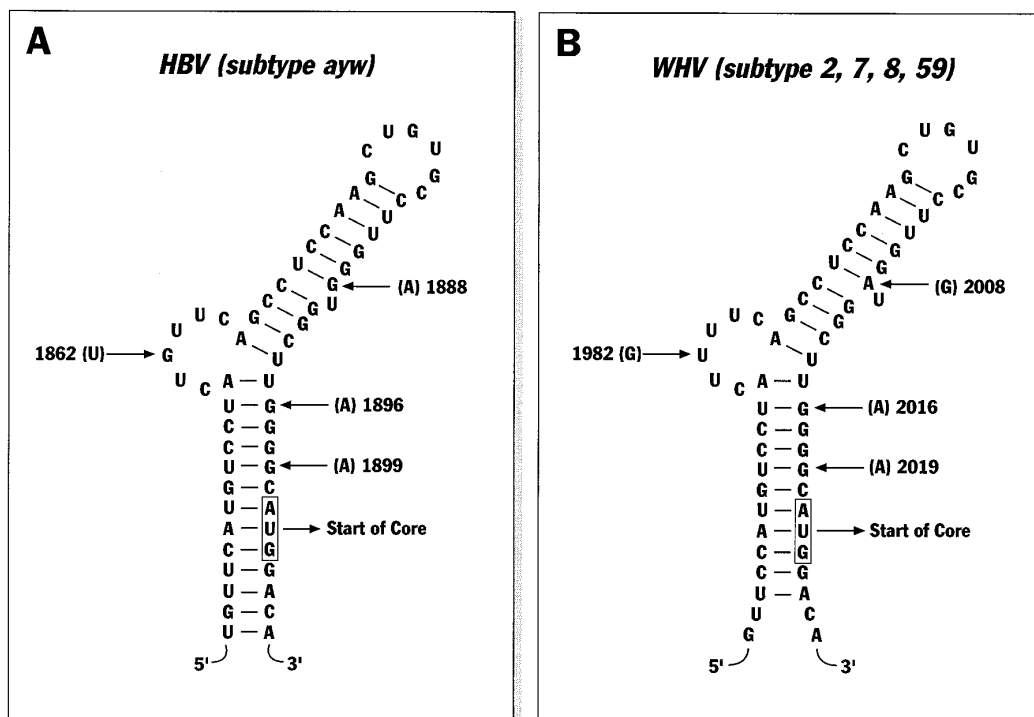 A
HBV (subtype ayw)
U G U U C A U G U C C U A
C U G U U C
A G C C U C C A A G
C U G U G C
C U U G G G U G G C U
U G G G G C A U G G A C A
1862 (U)
(A) 1888
(A) 1896
(A) 1899
Start of Core
5'
3'
B
WHV (subtype 2, 7, 8, 59)
G U U C C A U G U C C U A
C U U U U C
A G C C U C C A A G
C U G U G C
C U U G G A U G G C U
U G G G G C A U G G A C A
1982 (G)
(G) 2008
(A) 2016
(A) 2019
Start of Core
5'
3'